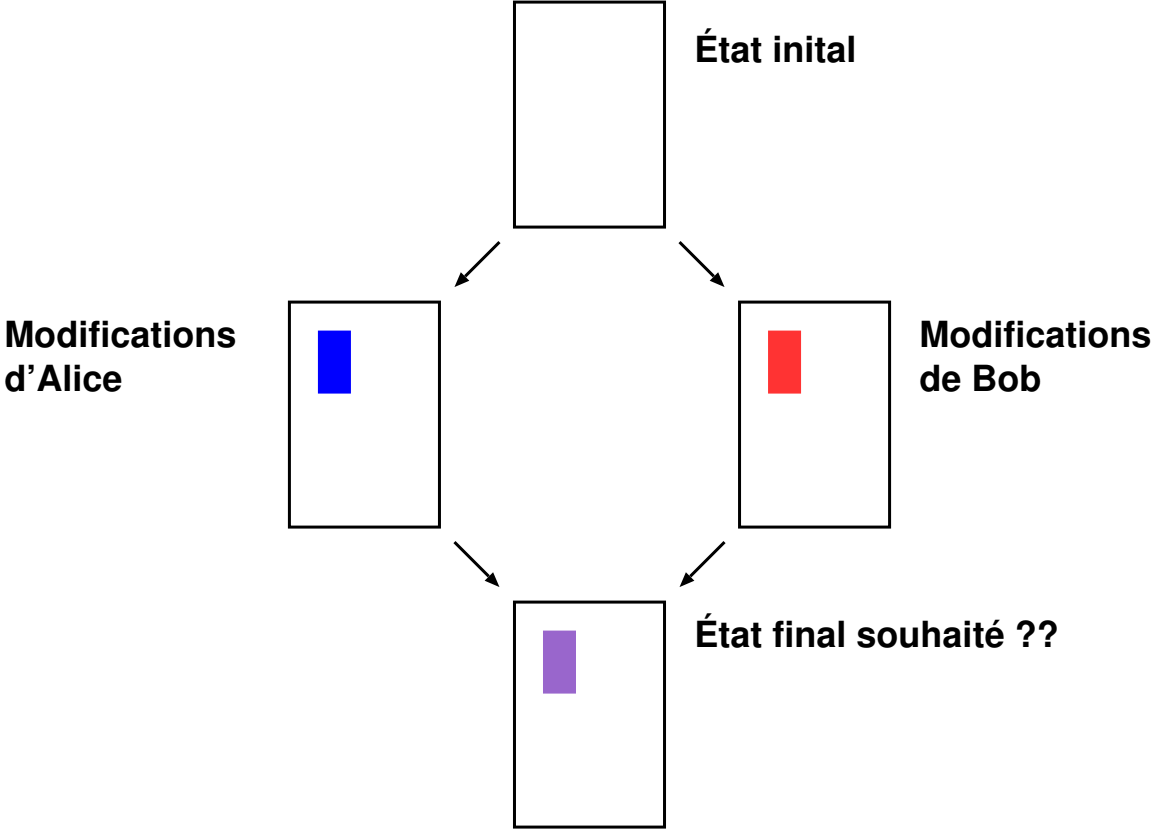 État inital
Modifications
d’Alice
Modifications
de Bob
État final souhaité ??